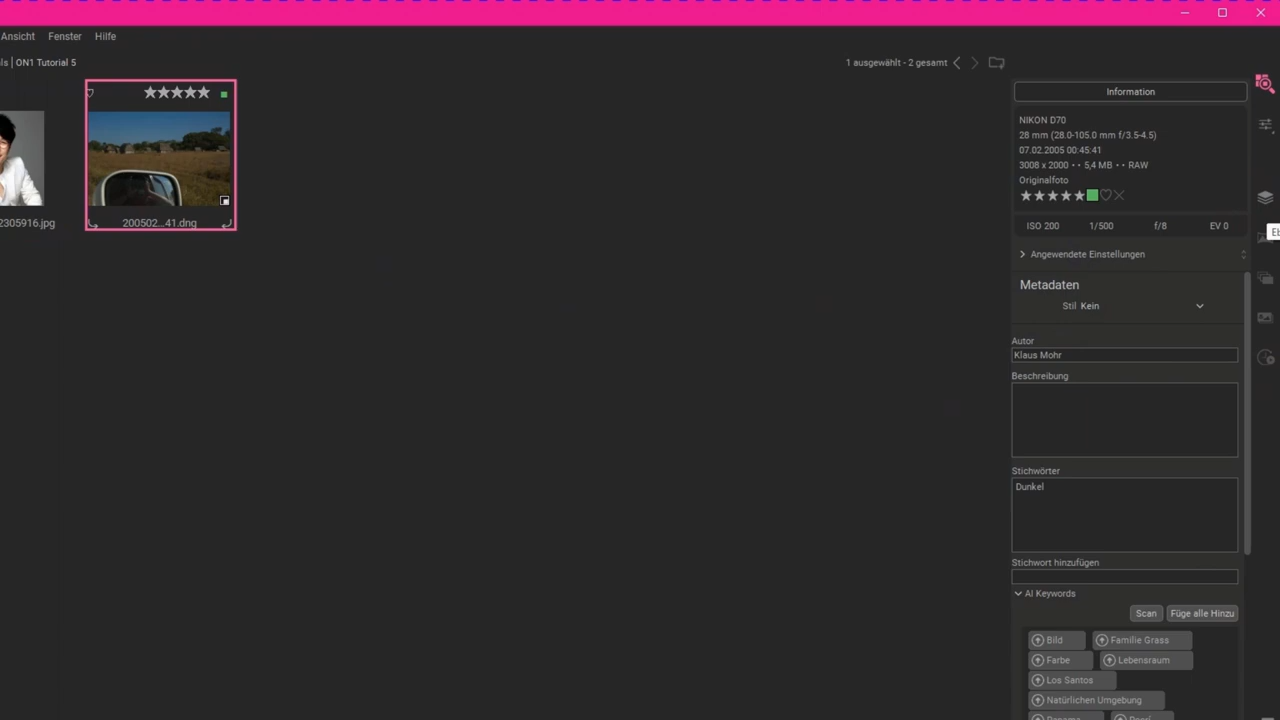 Ansicht Fenster Hilfe
ls | ON1 Tutorial 5
1 ausgewählt - 2 gesamt
Information
NIKON D70
28 mm (28.0-105.0 mm f/3.5-4.5)
07.02.2005 00:45:41
3008 x 2000 • • 5,4 MB • • RAW
Originalfoto
ISO 200 1/500 f/8 EV 0
Angewendete Einstellungen
2305916.jpg
200502...41.dng
Metadaten
Stil Kein
Autor
Klaus Mohr
Beschreibung
Stichwörter
Dunkel
Stichwort hinzufügen
AI Keywords
Scan Füge alle Hinzu
Bild Familie Grass
Farbe Lebensraum
Los Santos
Natürlichen Umgebung